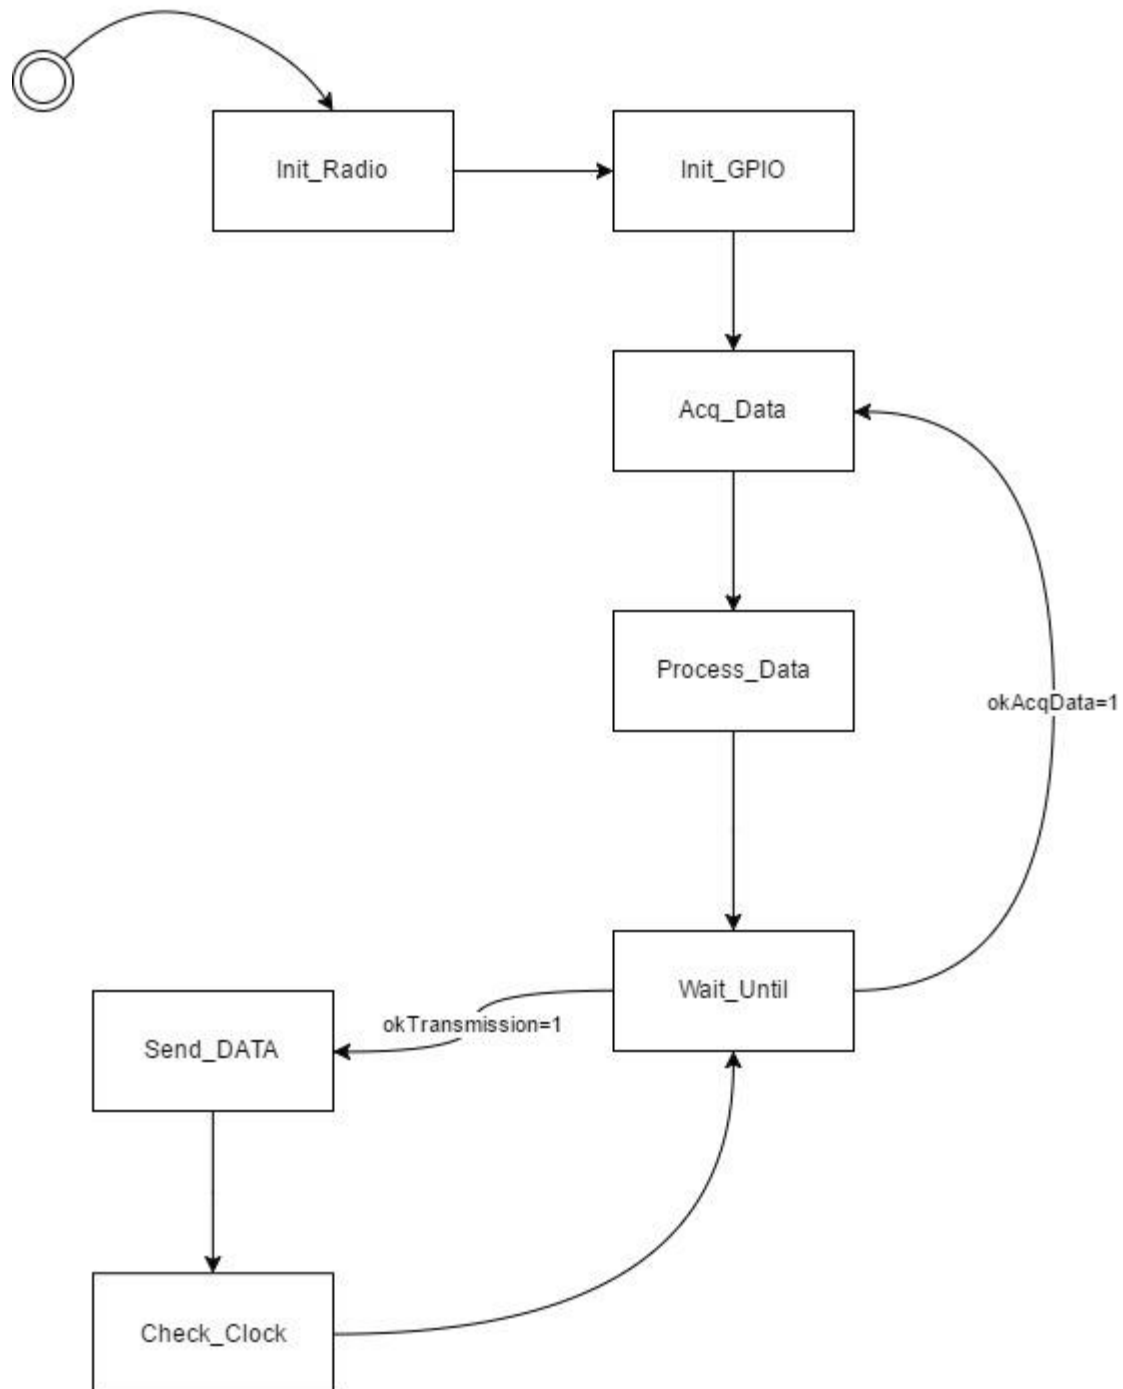 Init_Radio
Init_GPIO
Acq_Data
Process_Data
okAcqData=1
Wait_Until
okTransmission=1
Send_DATA
Check_Clock